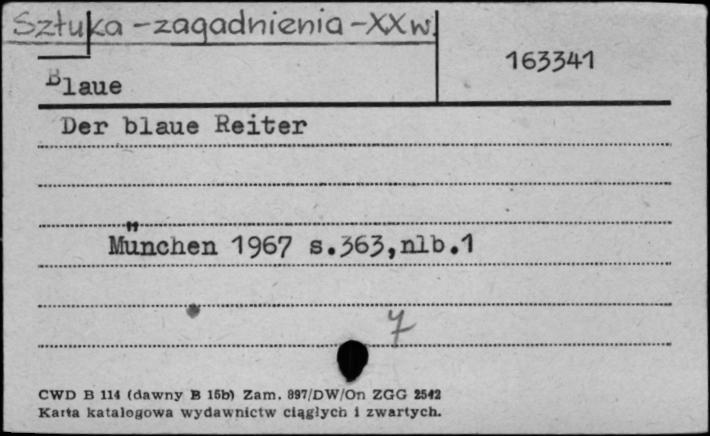 Sztuka - zagadnienia - XX w.
163341
Blaue
Der blaue Reiter
München 1967 s.363,nlb.1
7
CWD B 114 (dawny B 15b) Zam. 897/DW/On ZGG 2542
Karta katalogowa wydawnictw ciągłych i zwartych.